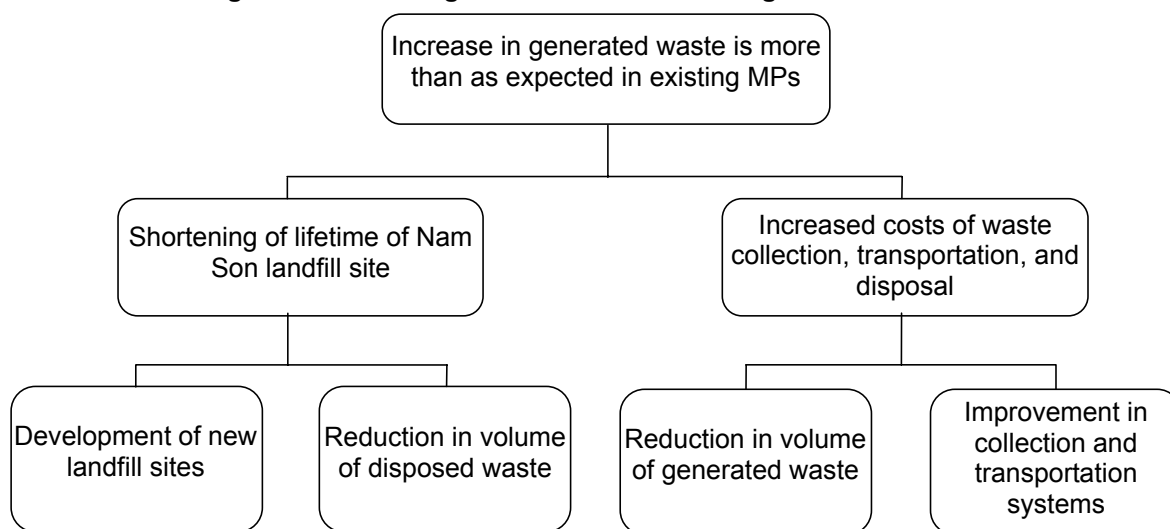 Increase in generated waste is more
than as expected in existing MPs
Shortening of lifetime of Nam
Son landfill site
Increased costs of waste
collection, transportation, and
disposal
Development of new
landfill sites
Reduction in volume
of disposed waste
Reduction in volume
of generated waste
Improvement in
collection and
transportation
systems